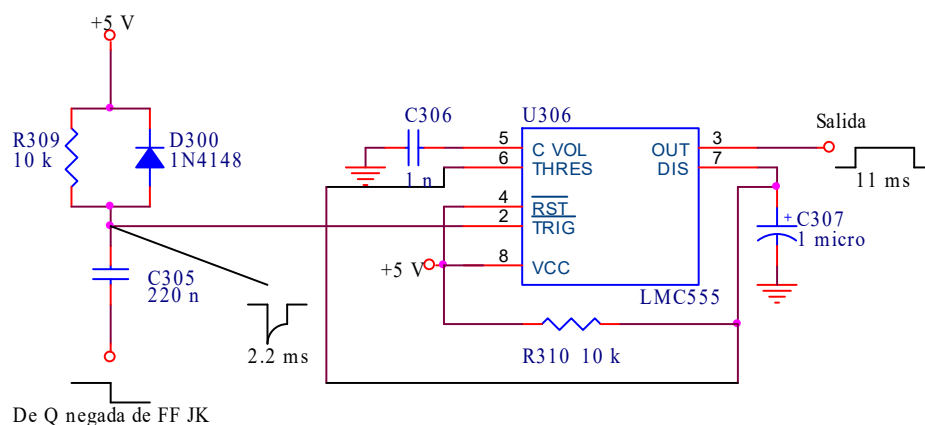 +5 V
R309
10 k
D300
1N4148
C305
220 n
De Q negada de FF JK
2.2 ms
C306
1 n
+5 V
U306
5
6
4
2
8
C VOL
THRES
RST
TRIG
VCC
OUT
DIS
3
7
LMC555
R310 10 k
Salida
11 ms
+
C307
1 micro